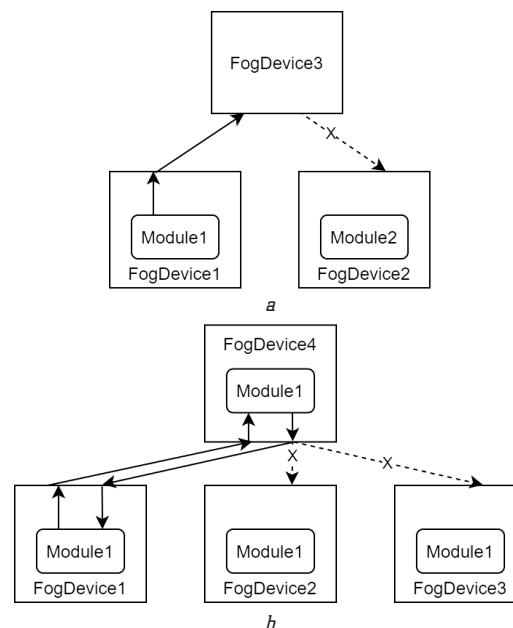 FogDevice3
X
Module1
Module2
FogDevice1
FogDevice2
a
FogDevice4
Module1
X
X
Module1
Module1
Module1
FogDevice1
FogDevice2
FogDevice3
b